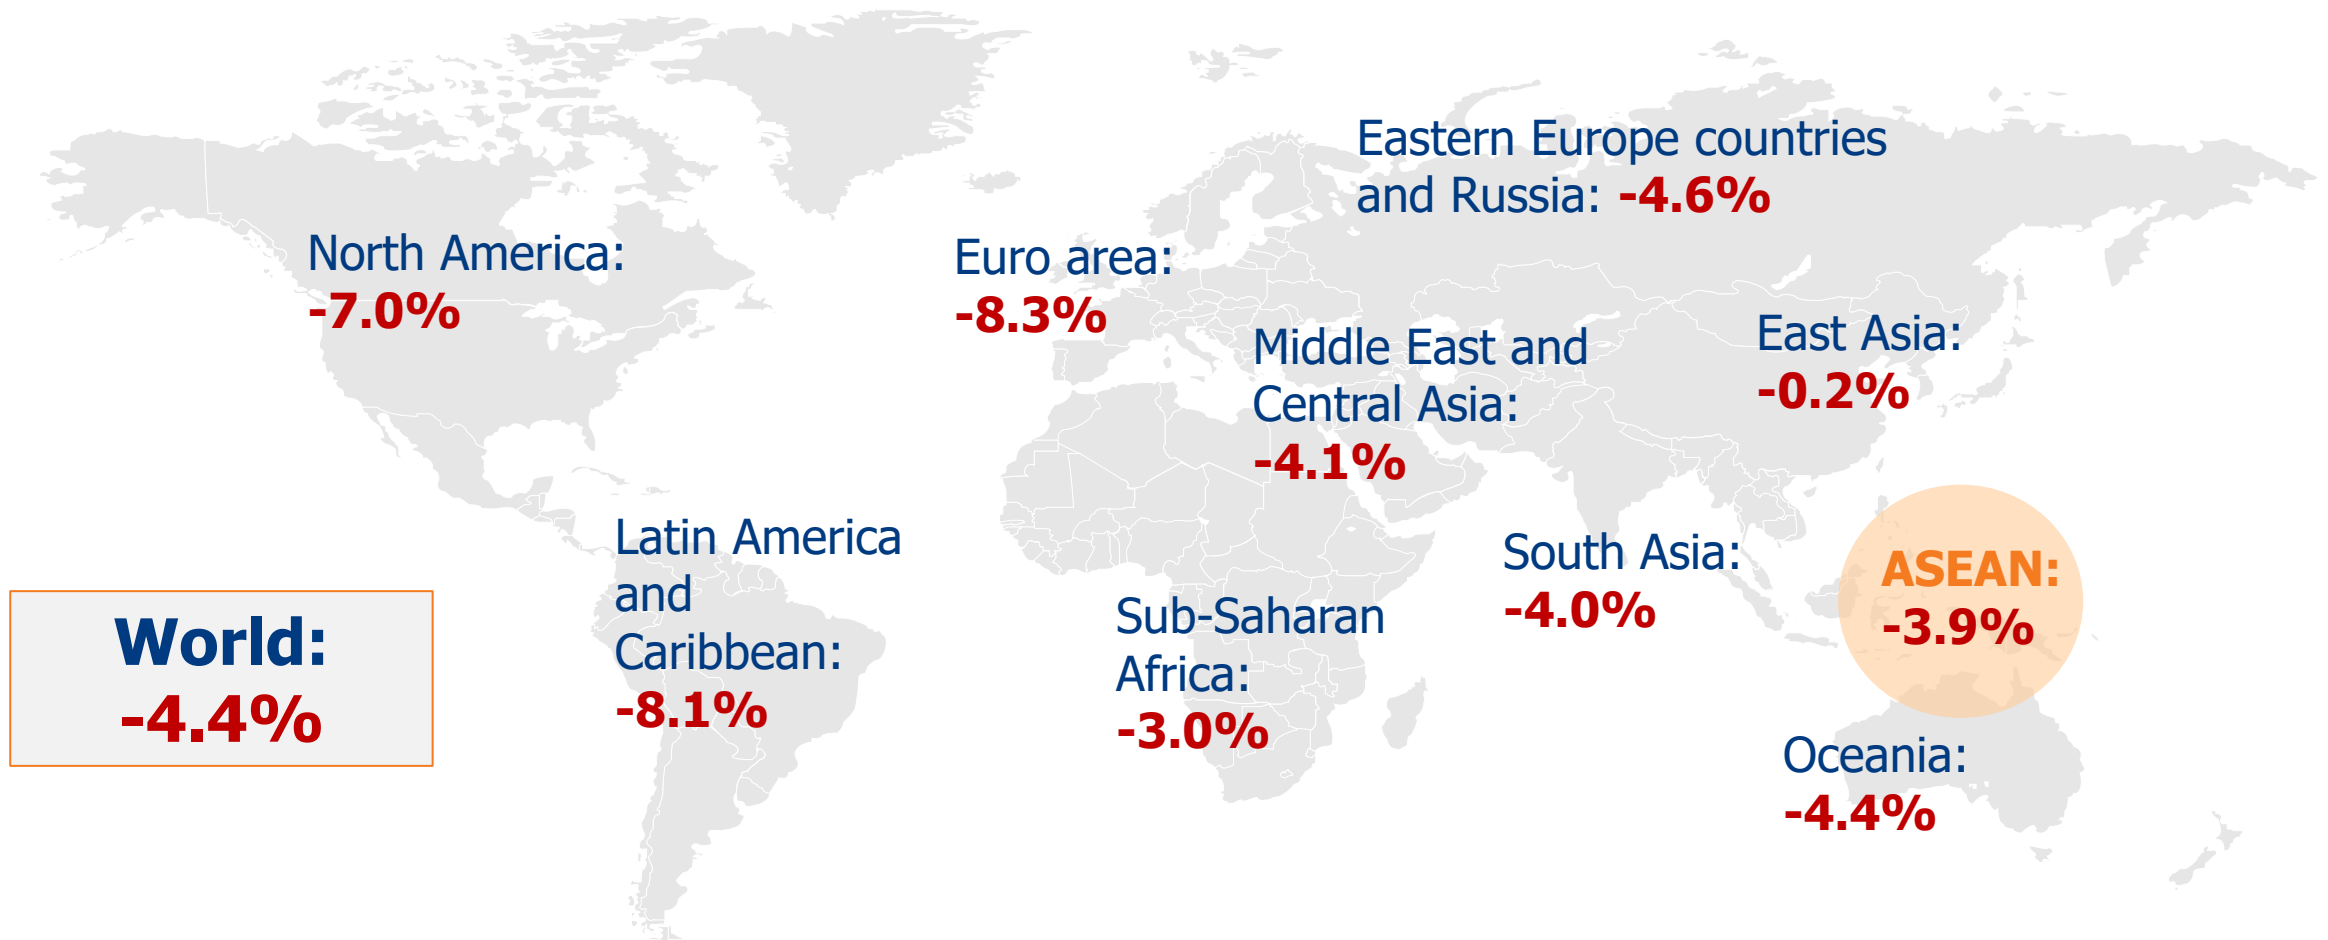 Eastern Europe countries
and Russia: -4.6%
North America:
-7.0%
Euro area:
-8.3%
Middle East and
Central Asia:
-4.1%
East Asia:
-0.2%
Latin America
and
Caribbean:
-8.1%
Sub-Saharan
Africa:
-3.0%
South Asia:
-4.0%
ASEAN:
-3.9%
World:
-4.4%
Oceania:
-4.4%